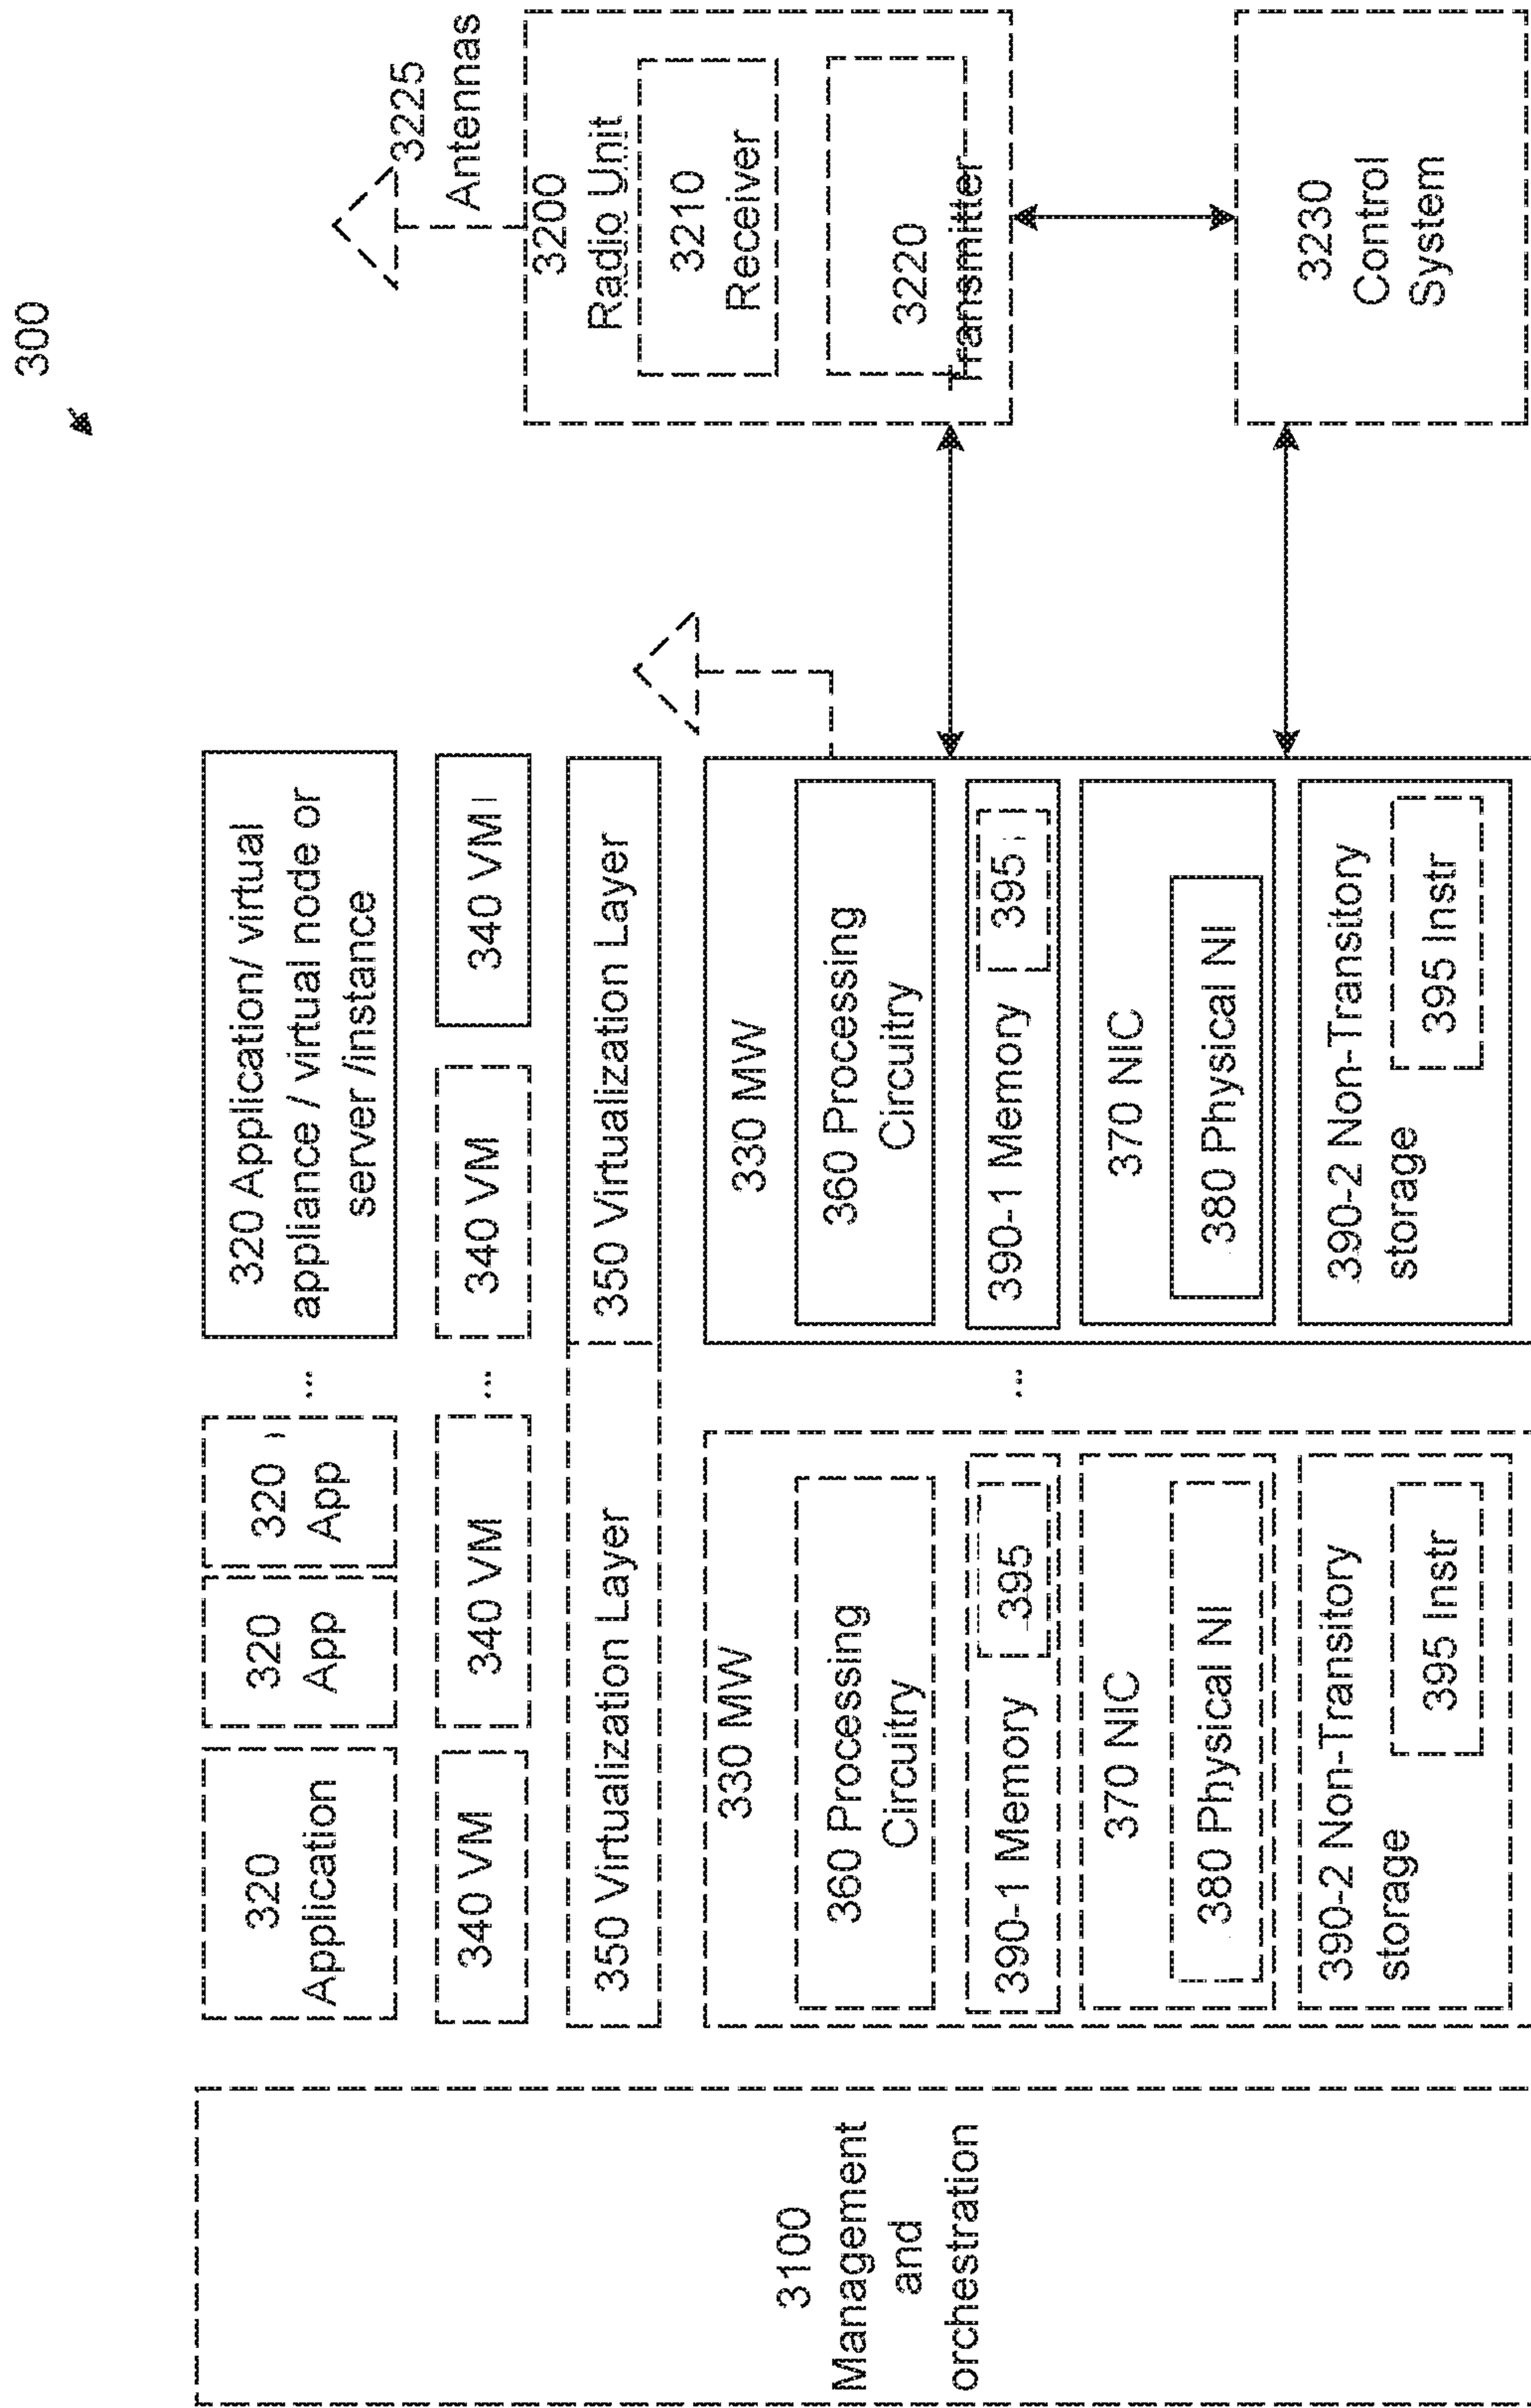 300
320
Application
320
App
320
App
...
320 Application/ virtual
appliance / virtual node or
server /instance
340 VM
340 VM
...
340 VM
340 VM
350 Virtualization Layer
350 Virtualization Layer
3225
Antennas
3200
Radio Unit
3210
Receiver
3220
Transmitter
3230
Control
System
330 MW
360 Processing
Circuitry
390-1 Memory
395
370 NIC
380 Physical NI
390-2 Non-Transitory
storage
395 Instr
...
330 MW
360 Processing
Circuitry
390-1 Memory
395
370 NIC
380 Physical NI
390-2 Non-Transitory
storage
395 Instr
3100
Management
and
orchestration